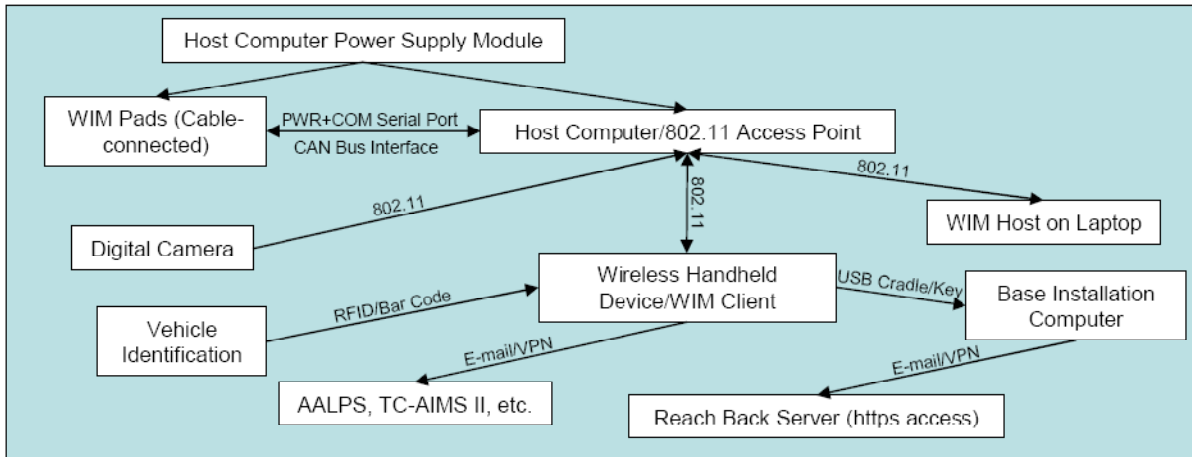 Host Computer Power Supply Module
WIM Pads (Cable-
connected)
PWR+COM Serial Port
CAN Bus Interface
Host Computer/802.11 Access Point
802.11
802.11
802.11
Digital Camera
WIM Host on Laptop
Wireless Handheld
Device/WIM Client
USB Cradle/Key
Base Installation
Computer
RFID/Bar Code
Vehicle
Identification
E-mail/VPN
E-mail/VPN
AALPS, TC-AIMS II, etc.
Reach Back Server (https access)